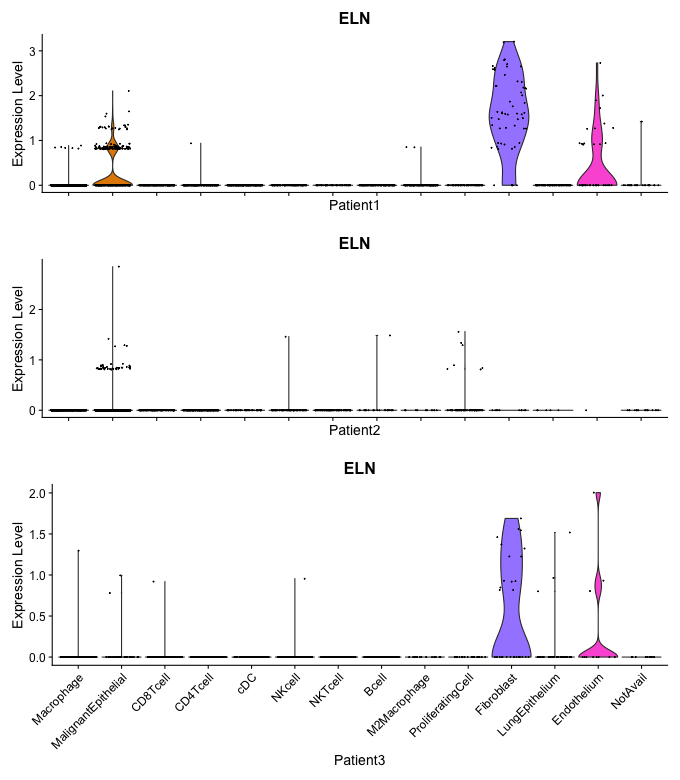 ELN
Expression Level
3
2
1
0
Patient1
ELN
Expression Level
2
1
0
Patient2
ELN
Expression Level
2.0
1.5
1.0
0.5
0.0
Macrophage
MalignantEpithelial
CD8Tcell
CD4Tcell
cDC
NKcell
NKTcell
Bcell
M2Macrophage
ProliferatingCell
Fibroblast
LungEpithelium
Endothelium
NotAvail
Patient3